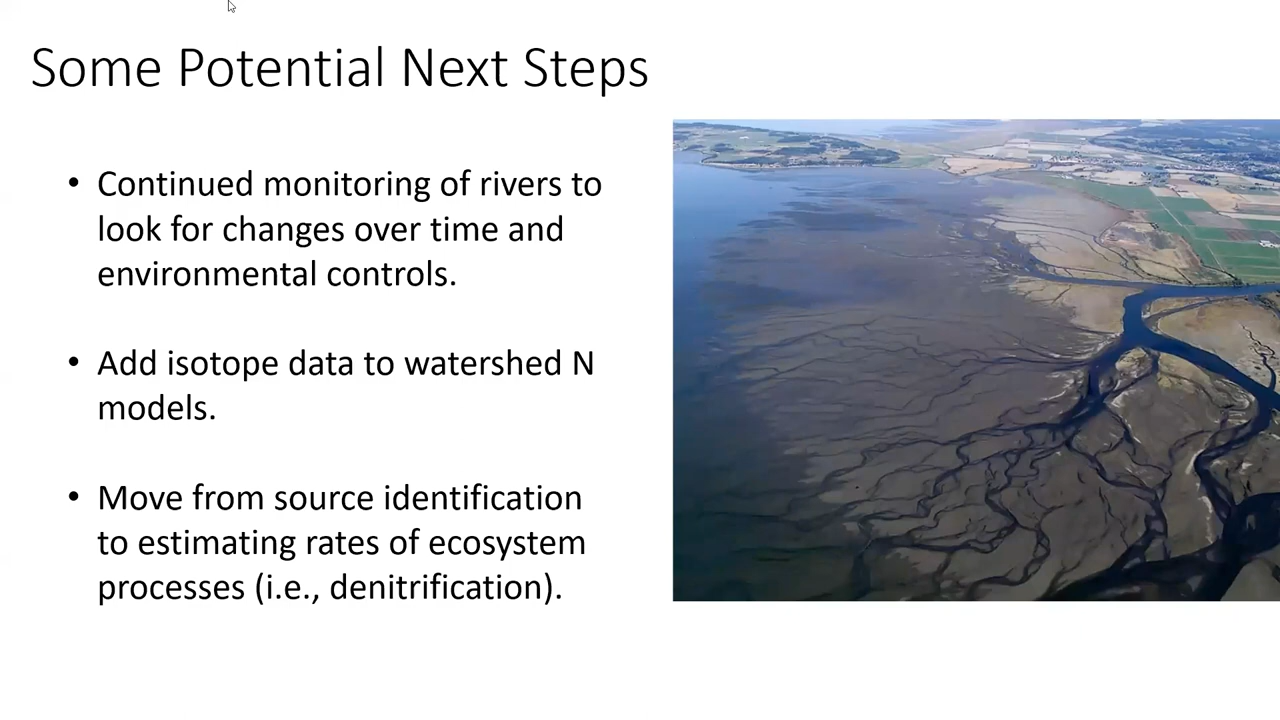 Some Potential Next Steps
• Continued monitoring of rivers to
look for changes over time and
environmental controls.
• Add isotope data to watershed N
models.
• Move from source identification
to estimating rates of ecosystem
processes (i.e., denitrification).